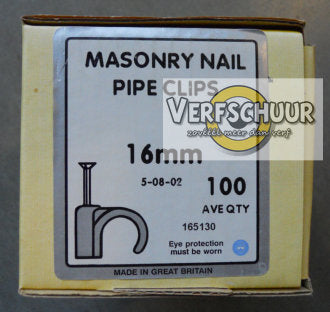 MASONRY NAIL
PIPE CLIPS
VERFSCHUUR
zoveel meer dan verf
16mm
5-08-02
100
AVE QTY
165130
Eye protection
must be worn
MADE IN GREAT BRITAIN